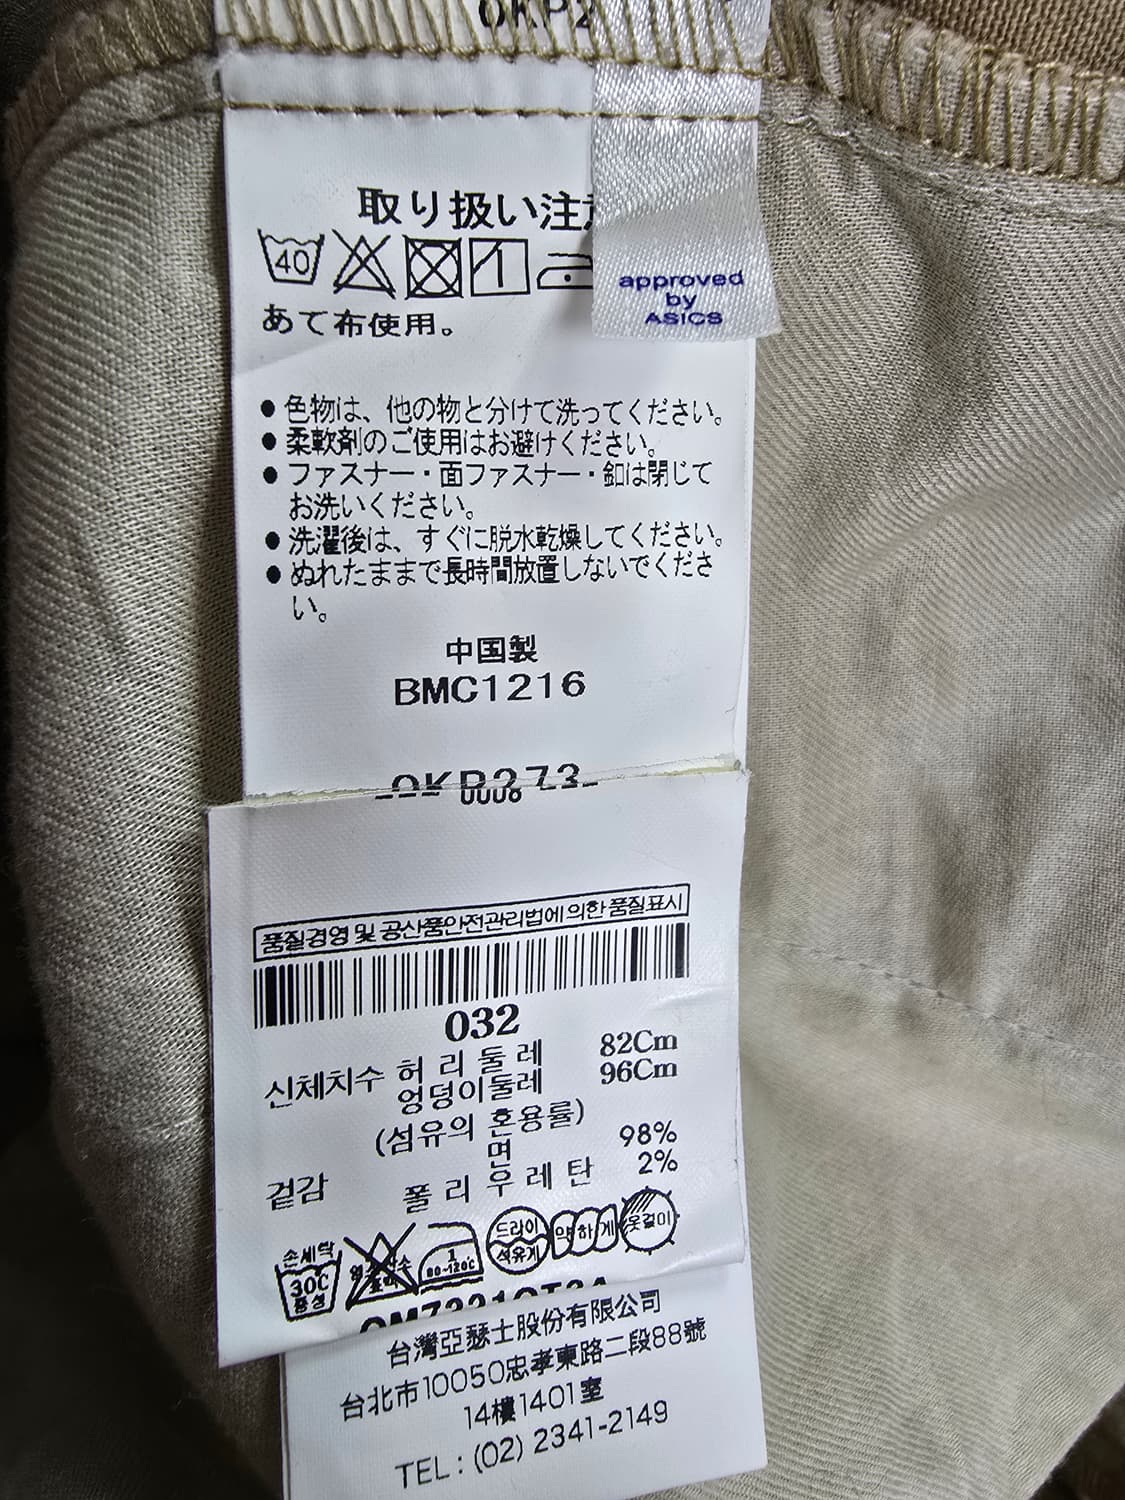 OKP2
取り扱い注
approved
by
ASICS
40
あて布使用。
● 色物は、他の物と分けて洗ってください。
● 柔軟剤のご使用はお避けください。
● ファスナー・面ファスナー・釦は閉じて
お洗いください。
● 洗濯後は、すぐに脱水乾燥してください。
● ぬれたままで長時間放置しないでくださ
い。
中国製
BMC1216
품질경영 및 공산품안전관리법에 의한 품질표시
032
신체치수 허 리 둘 레 82Cm
엉덩이둘레 96Cm
(섬유의 혼용률)
겉감 면 98%
폴 리 우 레 탄 2%
손세탁
30℃
중성
1
80~120℃
드라이
석유계
약하게
옷걸이
台灣亞瑟士股份有限公司
台北市10050忠孝東路二段88號
14樓1401室
TEL : (02) 2341-2149